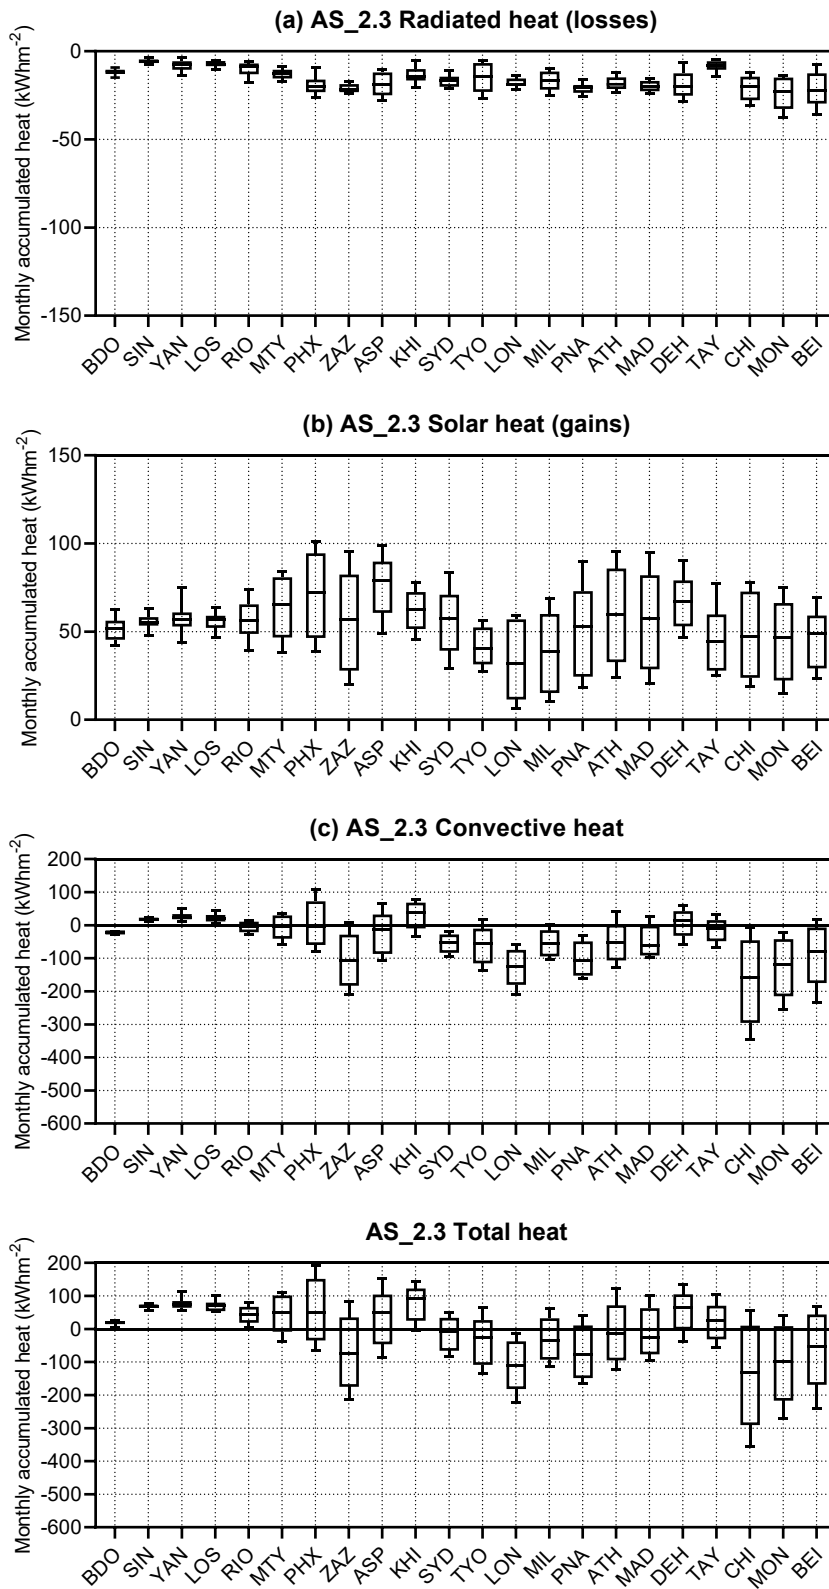 (a) AS_2.3 Radiated heat (losses)
Monthly accumulated heat (kWhm-2)
0
-50
-100
-150
BDO SIN YAN LOS RIO MTY PHX ZAZ ASP KHI SYD TYO LON MIL PNA ATH MAD DEH TAY CHI MON BEI
(b) AS_2.3 Solar heat (gains)
Monthly accumulated heat (kWhm-2)
150
100
50
0
BDO SIN YAN LOS RIO MTY PHX ZAZ ASP KHI SYD TYO LON MIL PNA ATH MAD DEH TAY CHI MON BEI
(c) AS_2.3 Convective heat
Monthly accumulated heat (kWhm-2)
200
100
0
-100
-200
-300
-400
-500
-600
BDO SIN YAN LOS RIO MTY PHX ZAZ ASP KHI SYD TYO LON MIL PNA ATH MAD DEH TAY CHI MON BEI
AS_2.3 Total heat
Monthly accumulated heat (kWhm-2)
200
100
0
-100
-200
-300
-400
-500
-600
BDO SIN YAN LOS RIO MTY PHX ZAZ ASP KHI SYD TYO LON MIL PNA ATH MAD DEH TAY CHI MON BEI